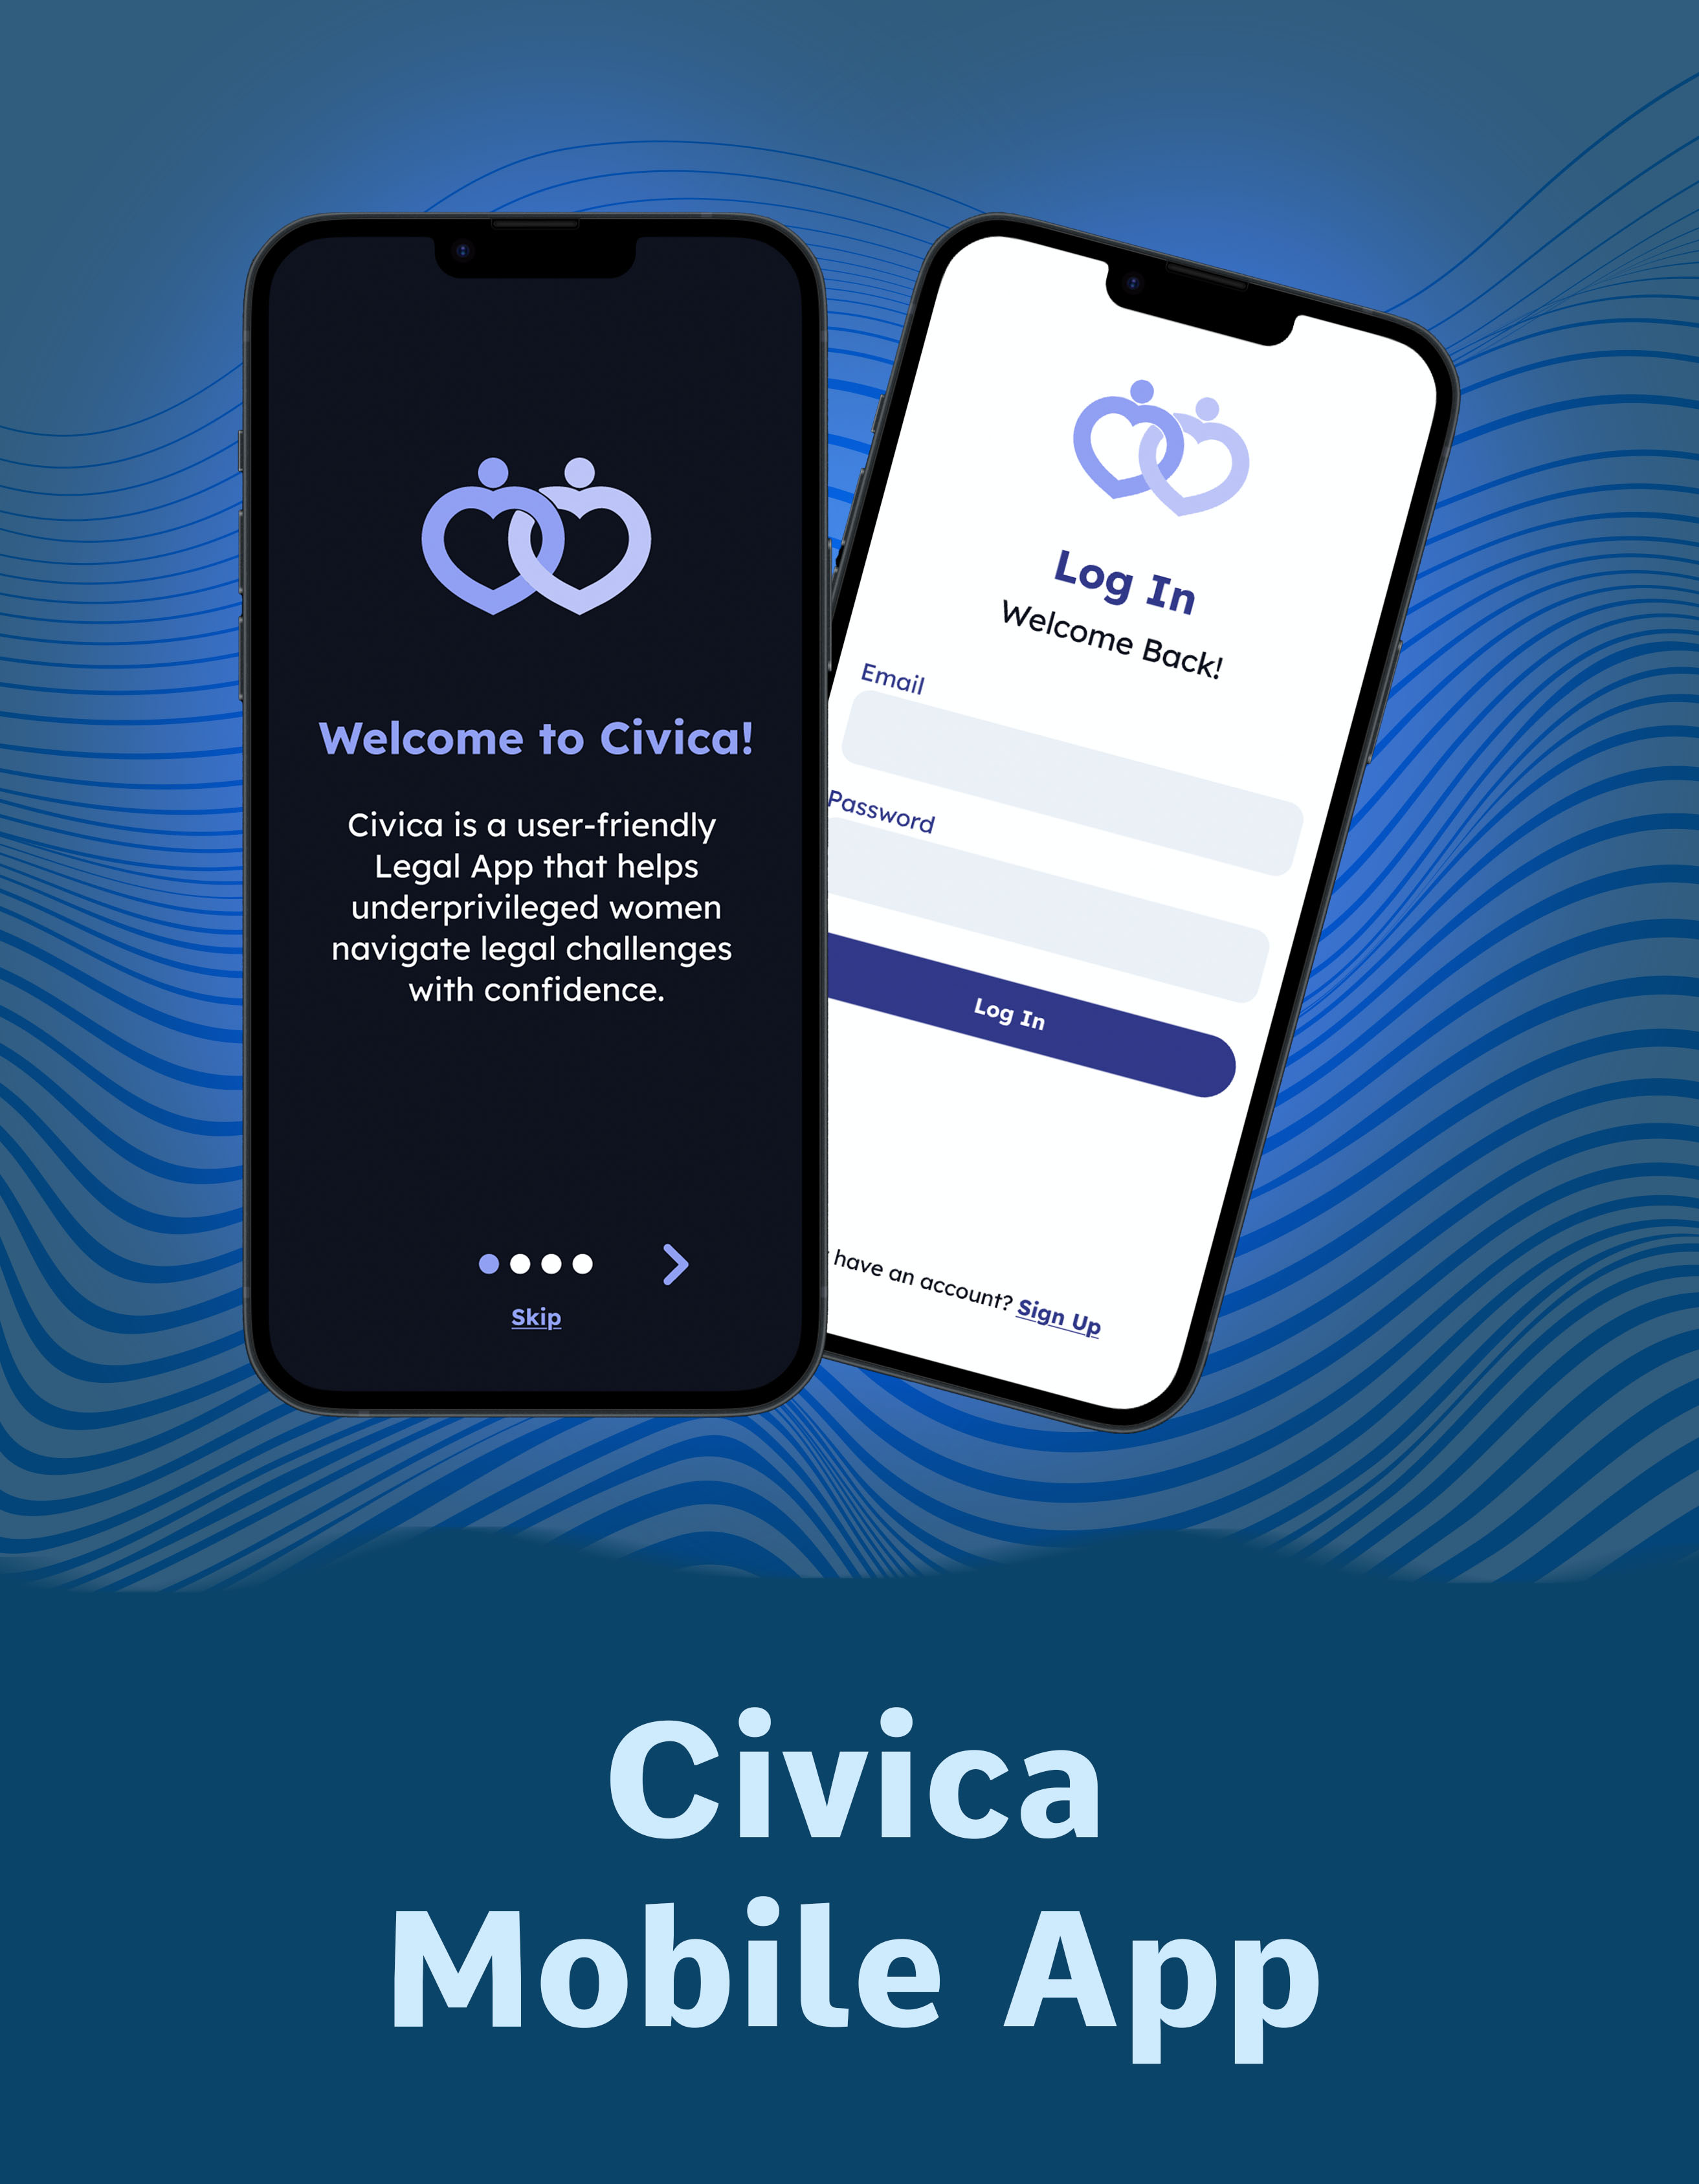 Welcome to Civica!
Civica is a user-friendly
Legal App that helps
underprivileged women
navigate legal challenges
with confidence.
Skip
Log In
Welcome Back!
Email
Password
Log In
have an account? Sign Up
Civica
Mobile App